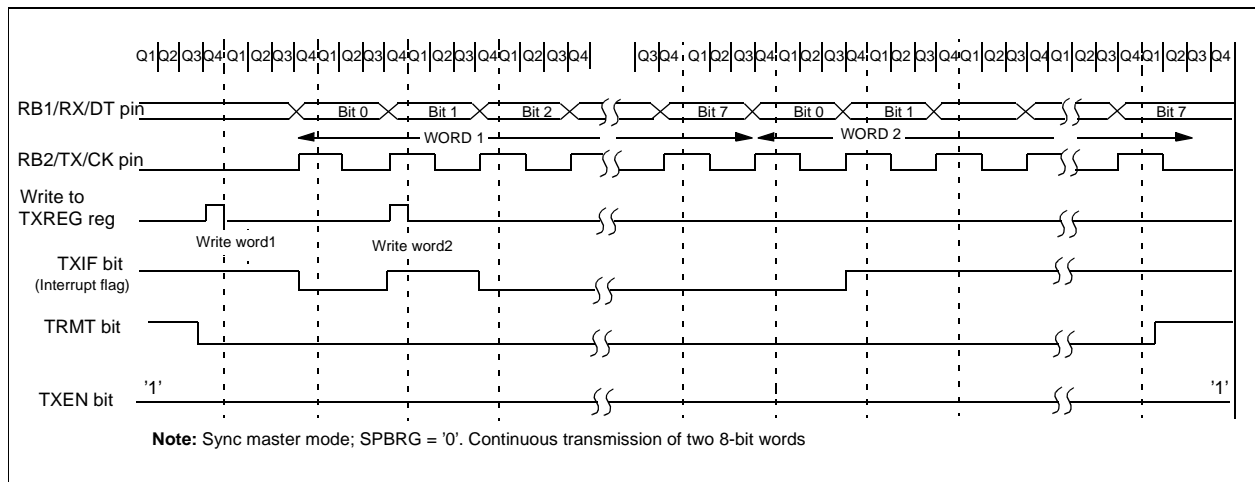 Q1 Q2 Q3 Q4 Q1 Q2 Q3 Q4 Q1 Q2 Q3 Q4 Q1 Q2 Q3 Q4 Q1 Q2 Q3 Q4 Q3 Q4 Q1 Q2 Q3 Q4 Q1 Q2 Q3 Q4 Q1 Q2 Q3 Q4 Q1 Q2 Q3 Q4 Q1 Q2 Q3 Q4 Q1 Q2 Q3 Q4
RB1/RX/DT pin Bit 0 Bit 1 Bit 2 Bit 7 Bit 0 Bit 1 Bit 7
WORD 1 WORD 2
RB2/TX/CK pin
Write to
TXREG reg
Write word1 Write word2
TXIF bit
(Interrupt flag)
TRMT bit
'1' '1'
TXEN bit
Note: Sync master mode; SPBRG = '0'. Continuous transmission of two 8-bit words